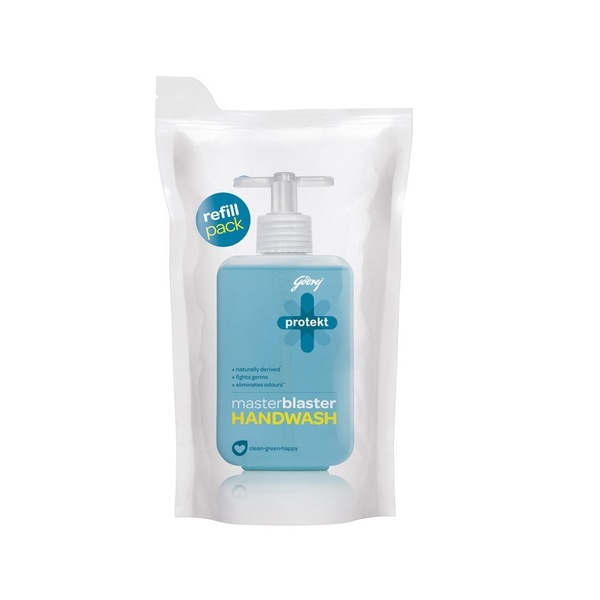 refill
pack
Godrej
protekt
+ naturally derived~
+ fights germs
+ eliminates odours~
masterblaster
HANDWASH
clean-green-happy